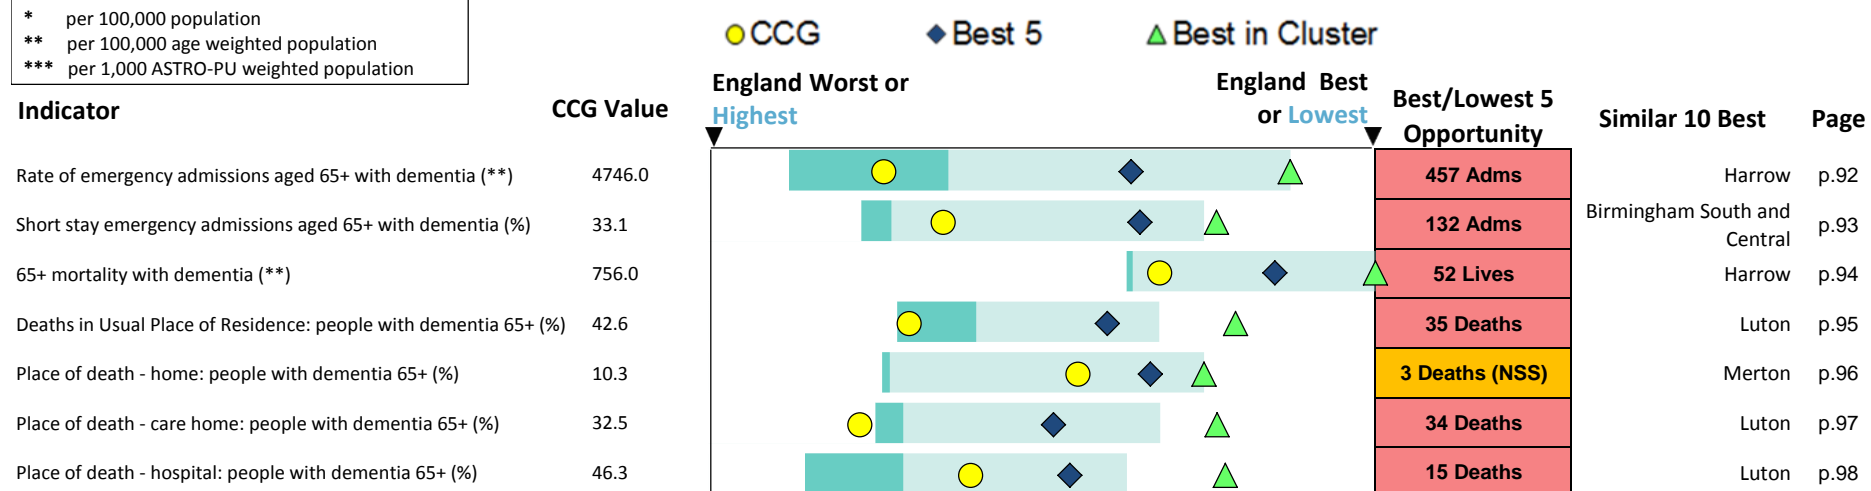 * per 100,000 population
** per 100,000 age weighted population
*** per 1,000 ASTRO-PU weighted population
CCG Best 5 Best in Cluster
Indicator CCG Value England Worst or Highest England Best or Lowest Best/Lowest 5 Opportunity Similar 10 Best Page
Rate of emergency admissions aged 65+ with dementia (**) 4746.0 457 Adms Harrow p.92
Short stay emergency admissions aged 65+ with dementia (%) 33.1 132 Adms Birmingham South and Central p.93
65+ mortality with dementia (**) 756.0 52 Lives Harrow p.94
Deaths in Usual Place of Residence: people with dementia 65+ (%) 42.6 35 Deaths Luton p.95
Place of death - home: people with dementia 65+ (%) 10.3 3 Deaths (NSS) Merton p.96
Place of death - care home: people with dementia 65+ (%) 32.5 34 Deaths Luton p.97
Place of death - hospital: people with dementia 65+ (%) 46.3 15 Deaths Luton p.98